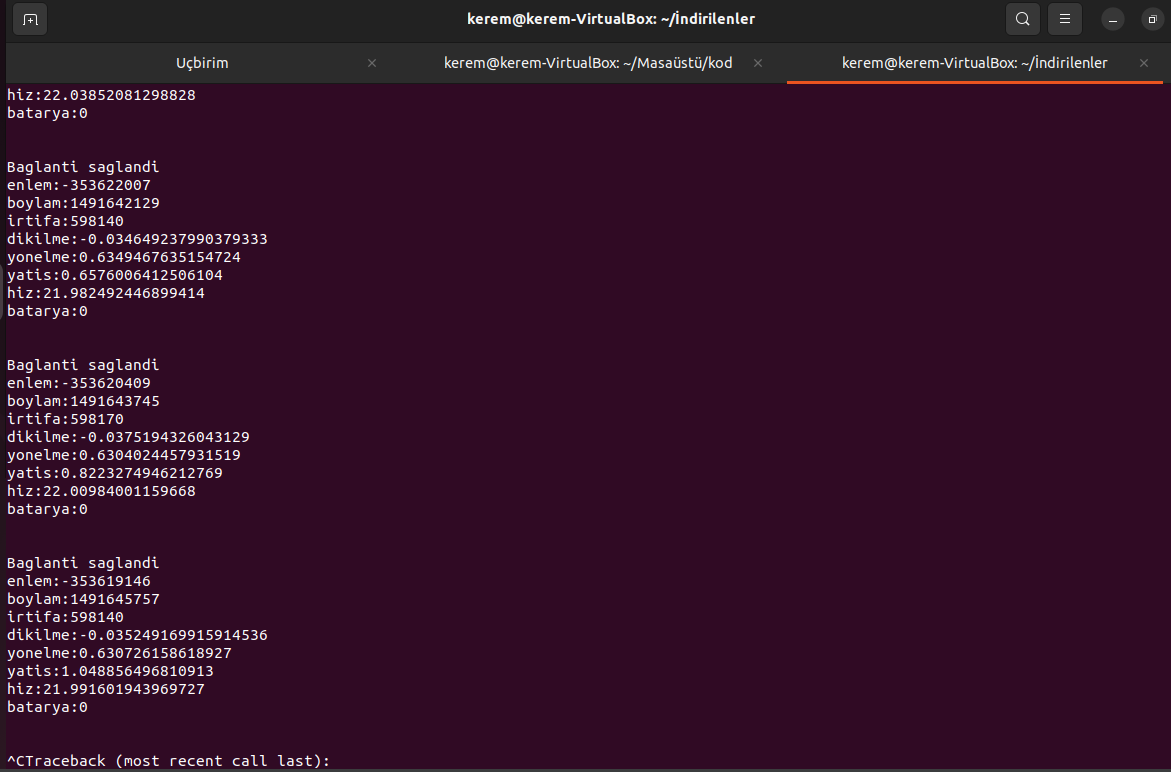 kerem@kerem-VirtualBox: ~/İndirilenler
Uçbirim
kerem@kerem-VirtualBox: ~/Masaüstü/kod
kerem@kerem-VirtualBox: ~/İndirilenler
hiz:22.03852081298828
batarya:0
Baglanti saglandi
enlem:-353622007
boylam:1491642129
irtifa:598140
dikilme:-0.034649237990379333
yonelme:0.6349467635154724
yatis:0.6576006412506104
hiz:21.982492446899414
batarya:0
Baglanti saglandi
enlem:-353620409
boylam:1491643745
irtifa:598170
dikilme:-0.0375194326043129
yonelme:0.6304024457931519
yatis:0.8223274946212769
hiz:22.00984001159668
batarya:0
Baglanti saglandi
enlem:-353619146
boylam:1491645757
irtifa:598140
dikilme:-0.035249169915914536
yonelme:0.630726158618927
yatis:1.048856496810913
hiz:21.991601943969727
batarya:0
^CTraceback (most recent call last):